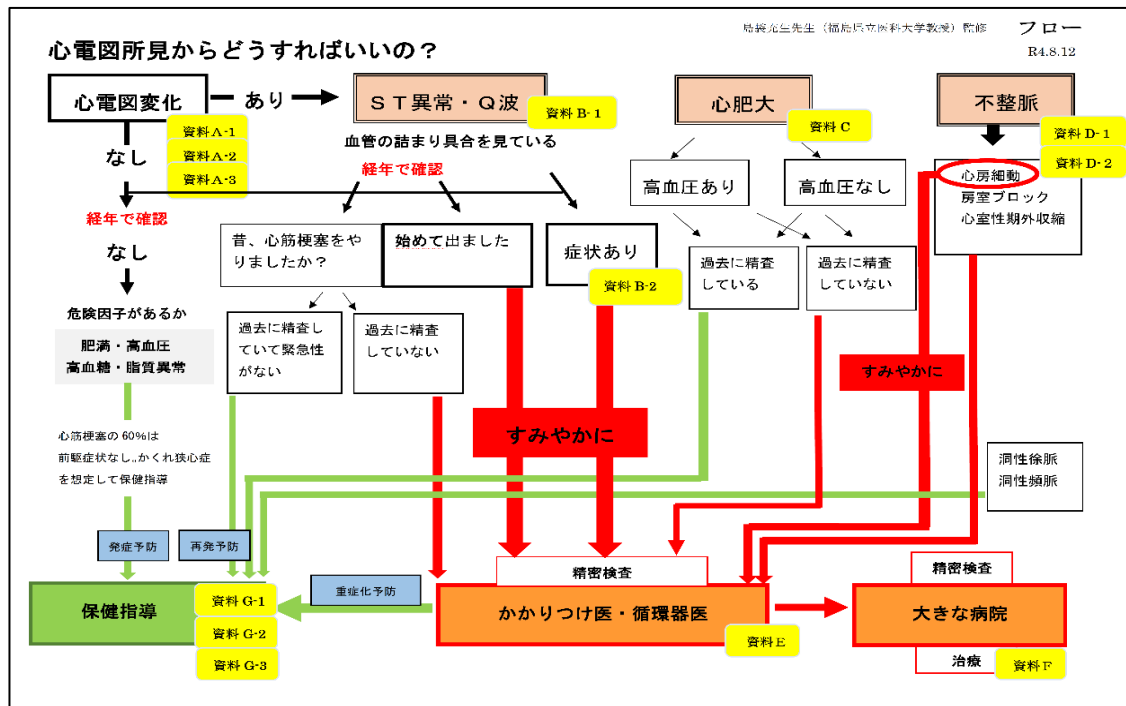 心電図所見からどうすればいいの？
（福島県立医科大学教授）監修
フロー
R4.8.12
心電図変化
あり
ＳＴ異常・Ｑ波
心肥大
不整脈
資料A-1
資料A-2
資料A-3
資料B-1
資料C
資料D-1
資料D-2
なし
血管の詰まり具合を見ている
経年で確認
高血圧あり
高血圧なし
心房細動
房室ブロック
心室性期外収縮
経年で確認
なし
昔、心筋梗塞を
やりましたか？
始めて出ました
症状あり
資料B-2
過去に精査
している
過去に精査
していない
危険因子があるか
肥満・高血圧
高血糖・脂質異常
過去に精査し
ていて緊急性
がない
過去に精査
していない
すみやかに
すみやかに
心筋梗塞の60%は
前駆症状なし..かくれ狭心症
を想定して保健指導
洞性徐脈
洞性頻脈
発症予防
再発予防
重症化予防
精密検査
精密検査
保健指導
資料G-1
資料G-2
資料G-3
かかりつけ医・循環器医
資料E
大きな病院
治療
資料F